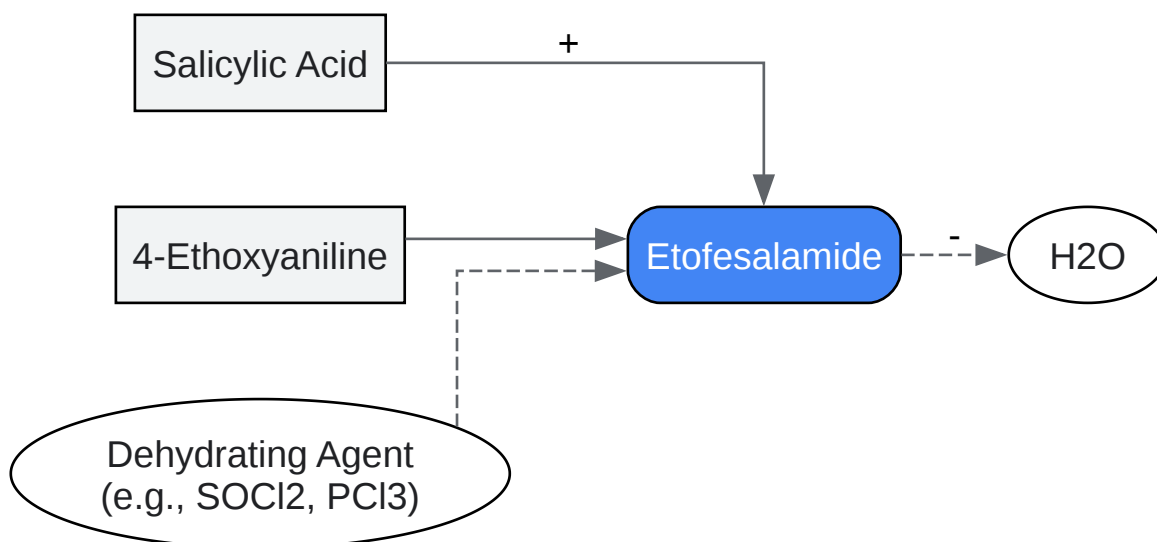 Salicylic Acid
+
4-Ethoxyaniline
Etofesalamide
-
H2O
Dehydrating Agent
(e.g., SOCl2, PCl3)